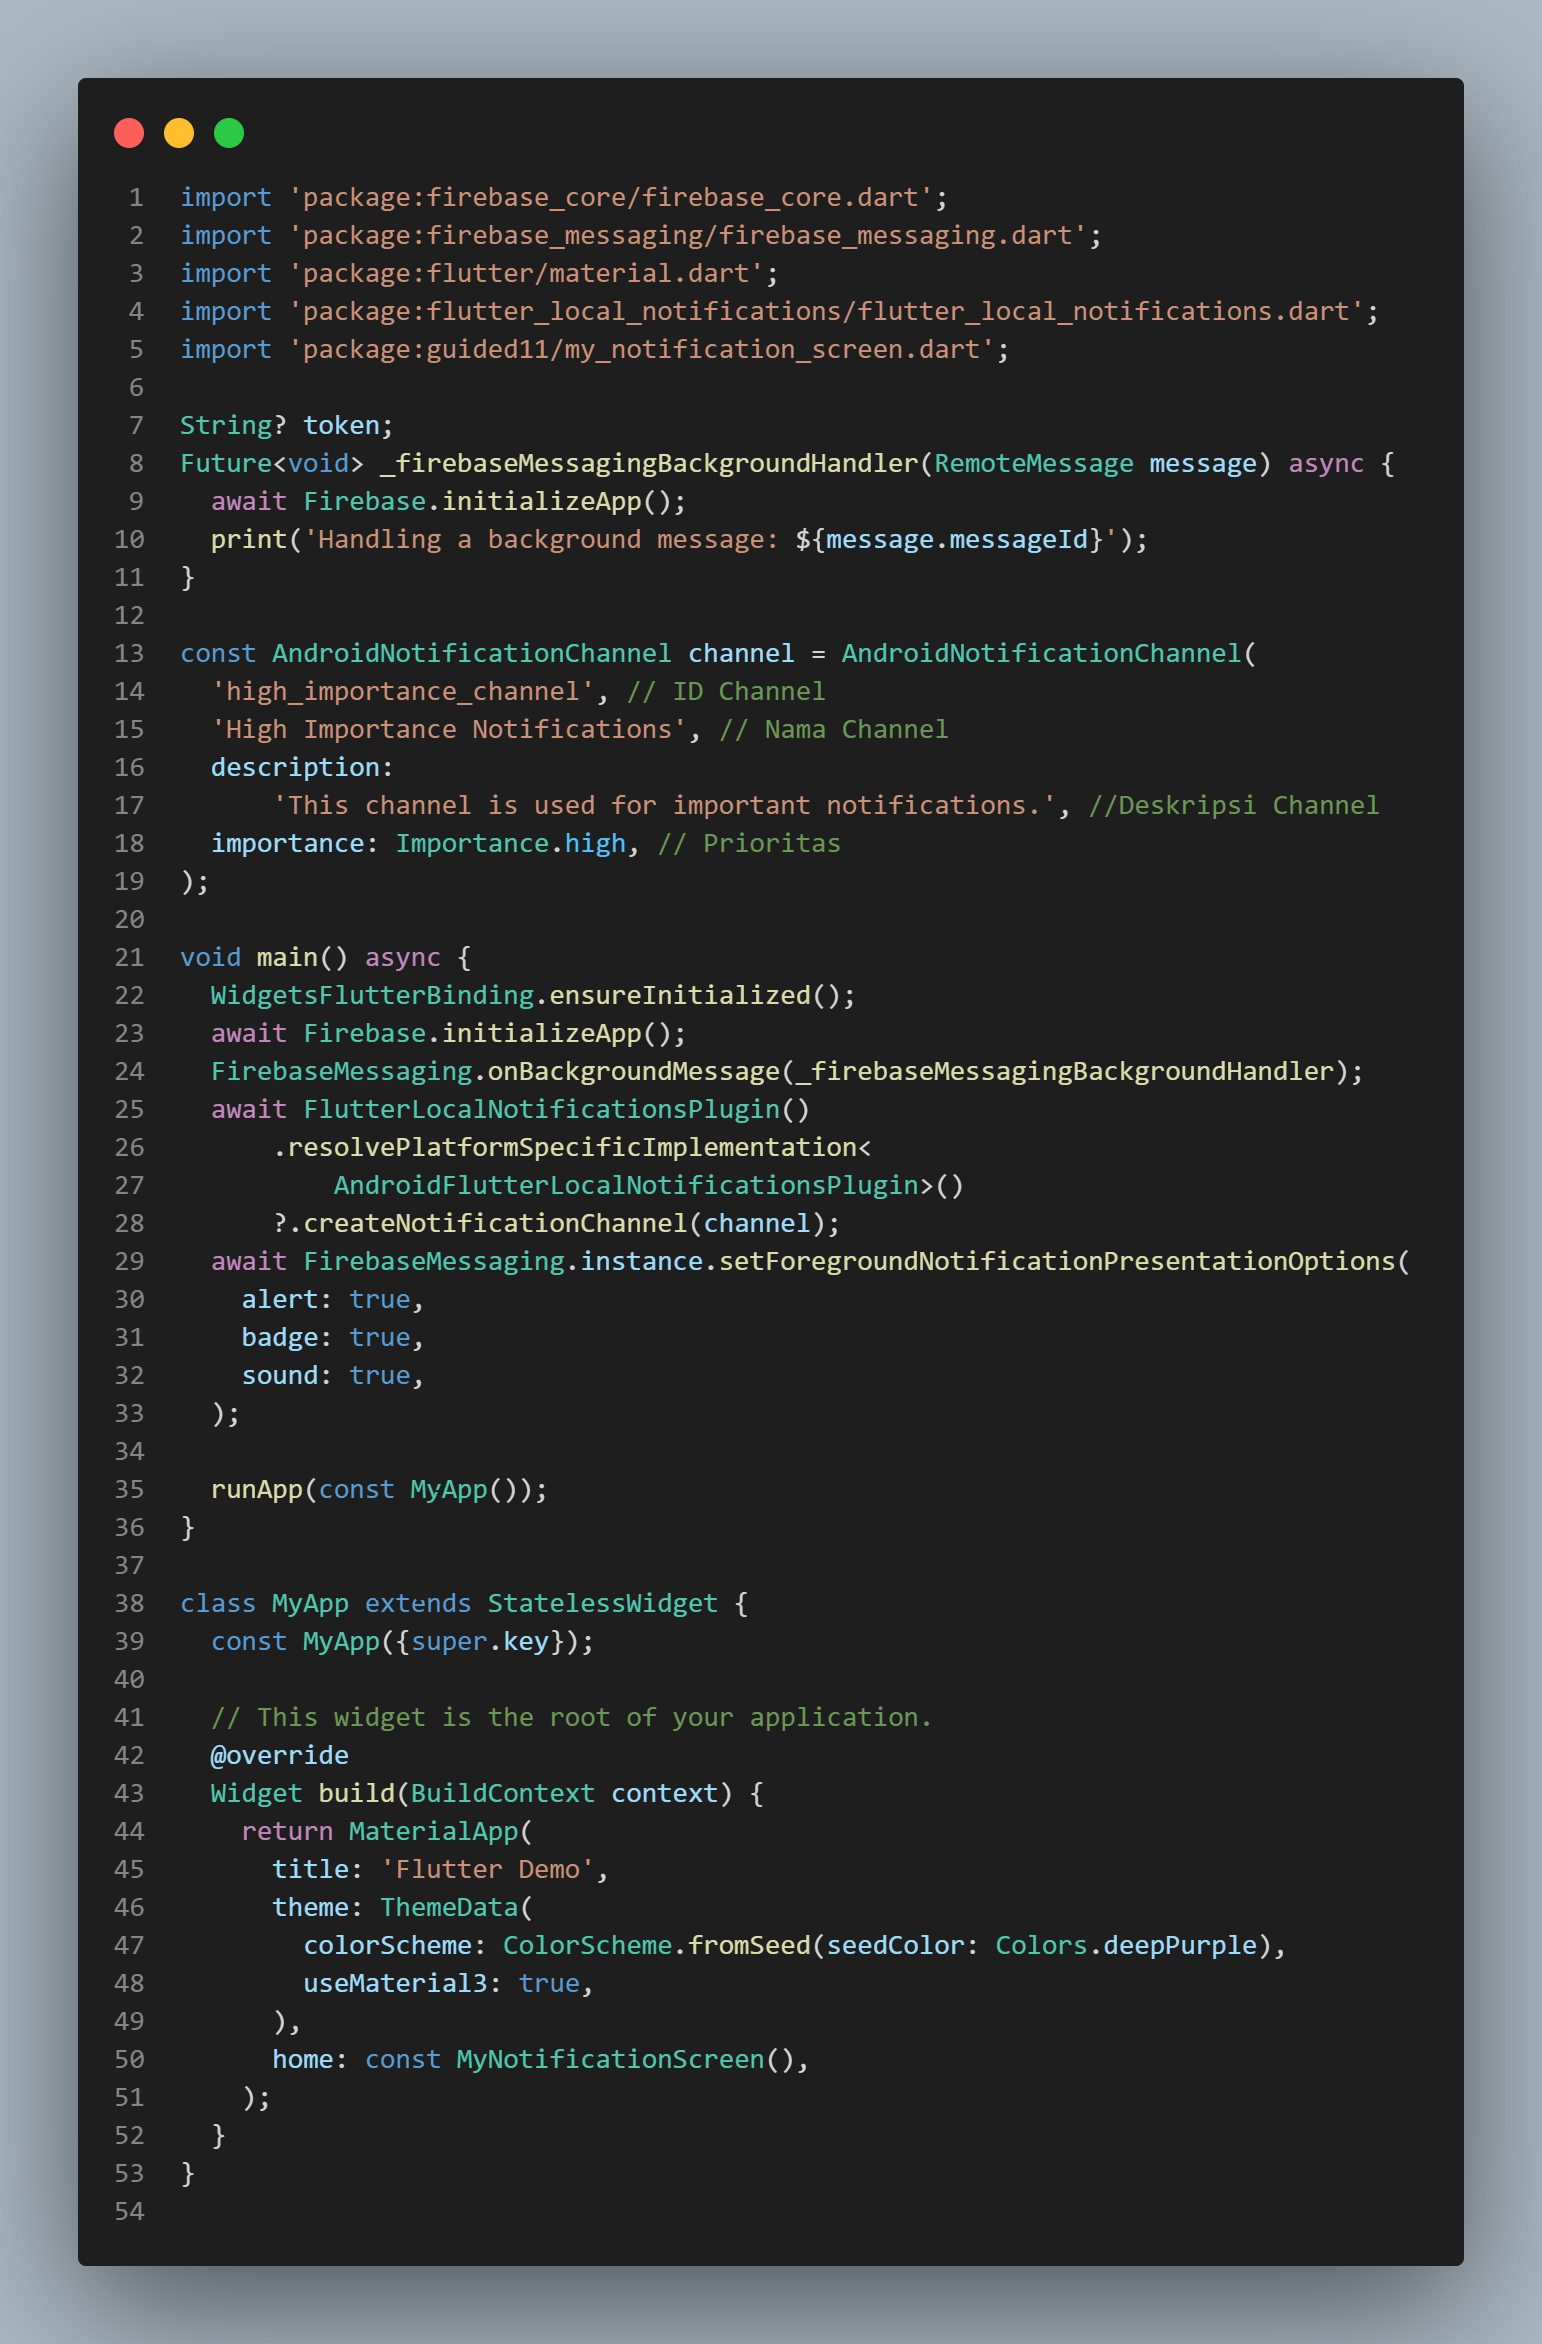 1 import 'package:firebase_core/firebase_core.dart';
2 import 'package:firebase_messaging/firebase_messaging.dart';
3 import 'package:flutter/material.dart';
4 import 'package:flutter_local_notifications/flutter_local_notifications.dart';
5 import 'package:guided11/my_notification_screen.dart';
6
7 String? token;
8 Future<void> _firebaseMessagingBackgroundHandler(RemoteMessage message) async {
9   await Firebase.initializeApp();
10   print('Handling a background message: ${message.messageId}');
11 }
12
13 const AndroidNotificationChannel channel = AndroidNotificationChannel(
14   'high_importance_channel', // ID Channel
15   'High Importance Notifications', // Nama Channel
16   description:
17       'This channel is used for important notifications.', //Deskripsi Channel
18   importance: Importance.high, // Prioritas
19 );
20
21 void main() async {
22   WidgetsFlutterBinding.ensureInitialized();
23   await Firebase.initializeApp();
24   FirebaseMessaging.onBackgroundMessage(_firebaseMessagingBackgroundHandler);
25   await FlutterLocalNotificationsPlugin()
26       .resolvePlatformSpecificImplementation<
27           AndroidFlutterLocalNotificationsPlugin>()
28       ?.createNotificationChannel(channel);
29   await FirebaseMessaging.instance.setForegroundNotificationPresentationOptions(
30     alert: true,
31     badge: true,
32     sound: true,
33   );
34
35   runApp(const MyApp());
36 }
37
38 class MyApp extends StatelessWidget {
39   const MyApp({super.key});
40
41   // This widget is the root of your application.
42   @override
43   Widget build(BuildContext context) {
44     return MaterialApp(
45       title: 'Flutter Demo',
46       theme: ThemeData(
47         colorScheme: ColorScheme.fromSeed(seedColor: Colors.deepPurple),
48         useMaterial3: true,
49       ),
50       home: const MyNotificationScreen(),
51     );
52   }
53 }
54